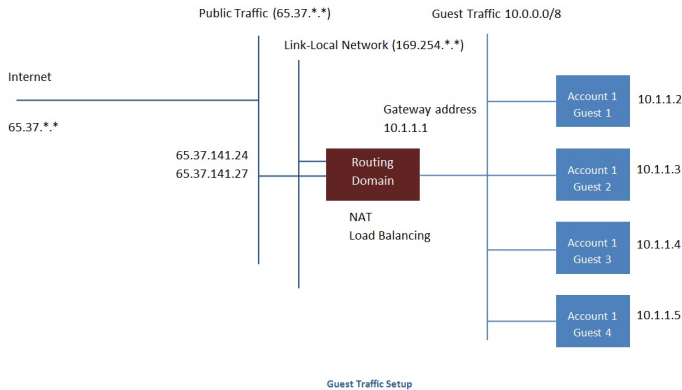 Public Traffic (65.37.*.*)
Guest Traffic 10.0.0.0/8
Link-Local Network (169.254.*.*)
Internet
65.37.*.*
Gateway address
10.1.1.1
65.37.141.24
65.37.141.27
Routing
Domain
NAT
Load Balancing
Account 1
Guest 1
10.1.1.2
Account 1
Guest 2
10.1.1.3
Account 1
Guest 3
10.1.1.4
Account 1
Guest 4
10.1.1.5
Guest Traffic Setup